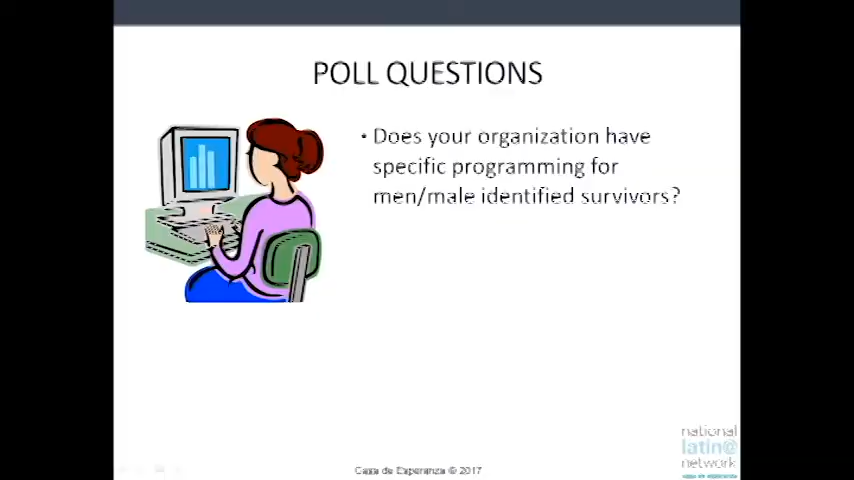 POLL QUESTIONS
• Does your organization have
specific programming for
men/male identified survivors?
national
latin@
network
Casa de Esperanza © 2017